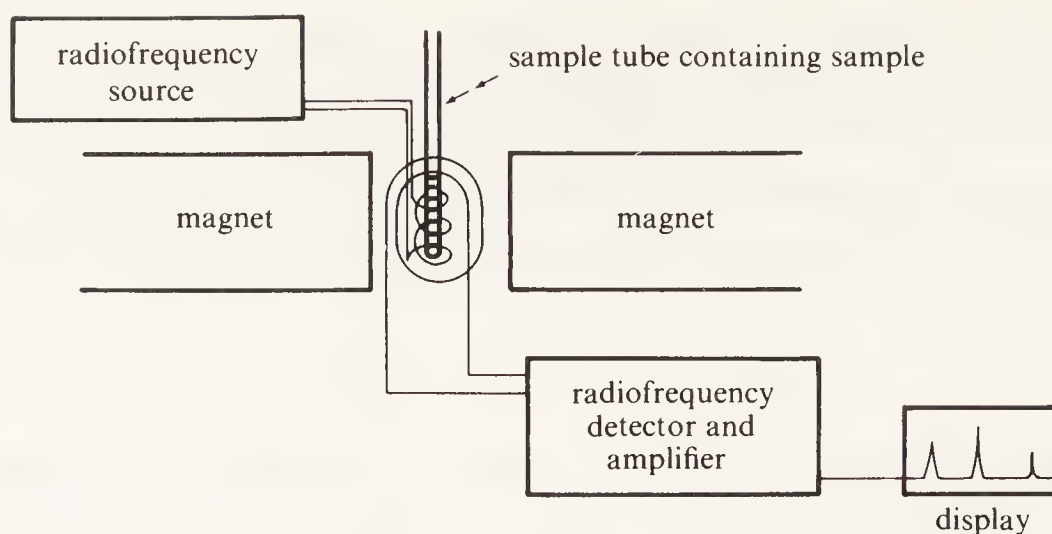 radiofrequency
source
sample tube containing sample
magnet
magnet
radiofrequency
detector and
amplifier
display